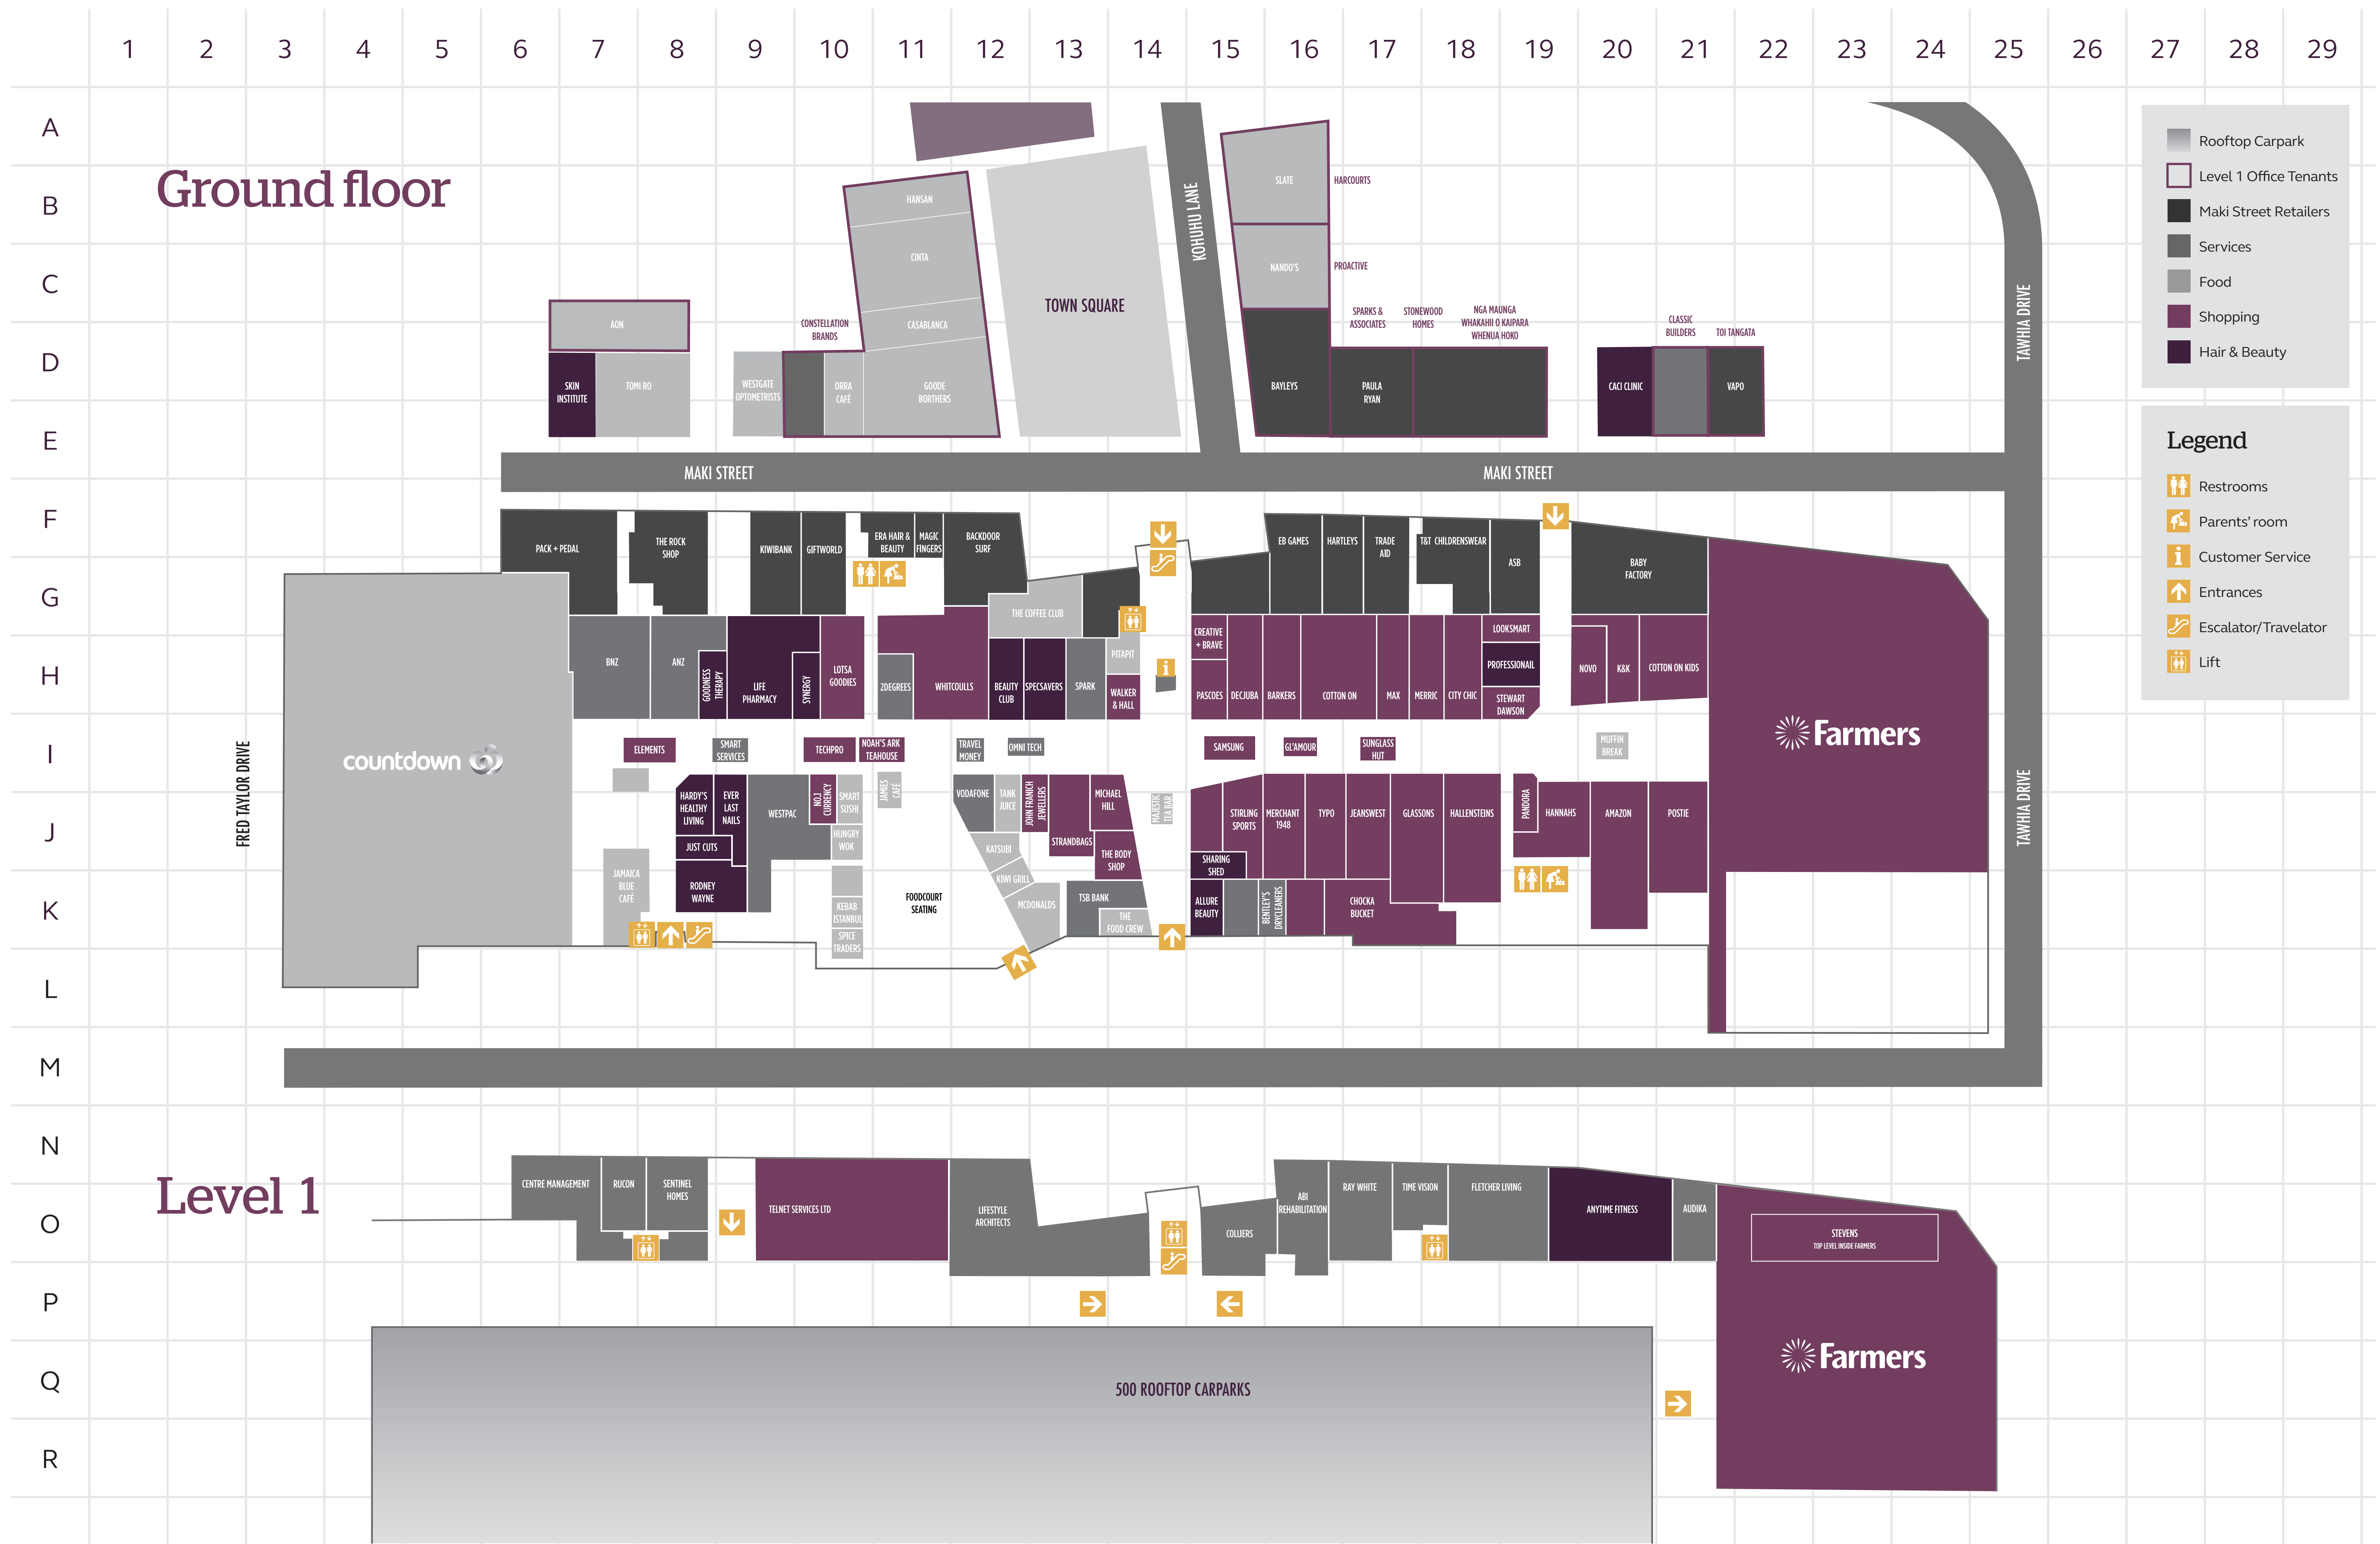 1 2 3 4 5 6 7 8 9 10 11 12 13 14 15 16 17 18 19 20 21 22 23 24 25 26 27 28 29
A
B
C
D
E
F
G
H
I
J
K
L
M
N
O
P
Q
R
Ground floor
HANSAN
CINTA
CASABLANCA
GOODE
BORTHERS
ORRA
CAFÉ
CONSTELLATION
BRANDS
WESTGATE
OPTOMETRISTS
AON
SKIN
INSTITUTE
TOMI RO
TOWN SQUARE
KOHUHU LANE
SLATE
HARCOURTS
NANDO'S
PROACTIVE
BAYLEYS
SPARKS &
ASSOCIATES
STONEWOOD
HOMES
NGA MAUNGA
WHAKAHII O KAIPARA
WHENUA HOKO
PAULA
RYAN
CLASSIC
BUILDERS
TOI TANGATA
CACI CLINIC
VAPO
TAWHIA DRIVE
Rooftop Carpark
Level 1 Office Tenants
Maki Street Retailers
Services
Food
Shopping
Hair & Beauty
Legend
Restrooms
Parents' room
Customer Service
Entrances
Escalator/Travelator
Lift
MAKI STREET
MAKI STREET
PACK + PEDAL
THE ROCK
SHOP
KIWIBANK
GIFTWORLD
ERA HAIR &
BEAUTY
MAGIC
FINGERS
BACKDOOR
SURF
THE COFFEE CLUB
EB GAMES
HARTLEYS
TRADE
AID
T&T CHILDRENSWEAR
ASB
BABY
FACTORY
BNZ
ANZ
GOODNESS
THERAPY
LIFE
PHARMACY
SYNERGY
LOTSA
GOODIES
2DEGREES
WHITCOULLS
BEAUTY
CLUB
SPECSAVERS
SPARK
PITAPIT
WALKER
& HALL
CREATIVE
+ BRAVE
PASCOES
DECJUBA
BARKERS
COTTON ON
MAX
MERRIC
CITY CHIC
LOOKSMART
PROFESSIONAIL
STEWART
DAWSON
NOVO
K&K
COTTON ON KIDS
Farmers
countdown
FRED TAYLOR DRIVE
ELEMENTS
SMART
SERVICES
TECHPRO
NOAH'S ARK
TEAHOUSE
TRAVEL
MONEY
OMNI TECH
SAMSUNG
GL'AMOUR
SUNGLASS
HUT
MUFFIN
BREAK
TAWHIA DRIVE
HARDY'S
HEALTHY
LIVING
EVER
LAST
NAILS
JUST CUTS
RODNEY
WAYNE
WESTPAC
NO.1
CURRENCY
SMART
SUSHI
HUNGRY
WOK
JAMIES
CAFÉ
VODAFONE
TANK
JUICE
JOHN FRANICH
JEWELLERS
MICHAEL
HILL
STRANDBAGS
THE BODY
SHOP
KATSUBI
KIWI GRILL
MCDONALDS
MAJESTIC
TEA BAR
STIRLING
SPORTS
MERCHANT
1948
TYPO
JEANSWEST
GLASSONS
HALLENSTEINS
PANDORA
HANNAHS
AMAZON
POSTIE
SHARING
SHED
JAMAICA
BLUE
CAFÉ
KEBAB
ISTANBUL
SPICE
TRADERS
FOODCOURT
SEATING
TSB BANK
THE
FOOD CREW
ALLURE
BEAUTY
BENTLEY'S
DRYCLEANERS
CHOCKA
BUCKET
Level 1
CENTRE MANAGEMENT
RUCON
SENTINEL
HOMES
TELNET SERVICES LTD
LIFESTYLE
ARCHITECTS
COLLIERS
ABI
REHABILITATION
RAY WHITE
TIME VISION
FLETCHER LIVING
ANYTIME FITNESS
AUDIKA
STEVENS
TOP LEVEL INSIDE FARMERS
Farmers
500 ROOFTOP CARPARKS